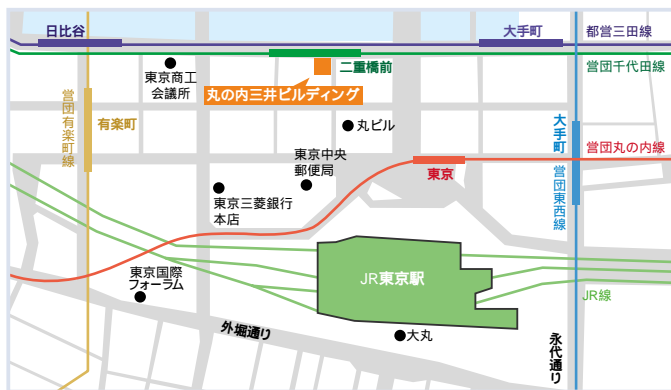 日比谷
大手町
都営三田線
二重橋前
営団千代田線
東京商工
会議所
丸の内三井ビルディング
営団有楽町線
有楽町
丸ビル
大手町
営団丸の内線
東京中央
郵便局
東京
営団東西線
東京三菱銀行
本店
東京国際
フォーラム
JR東京駅
JR線
外堀通り
大丸
永代通り